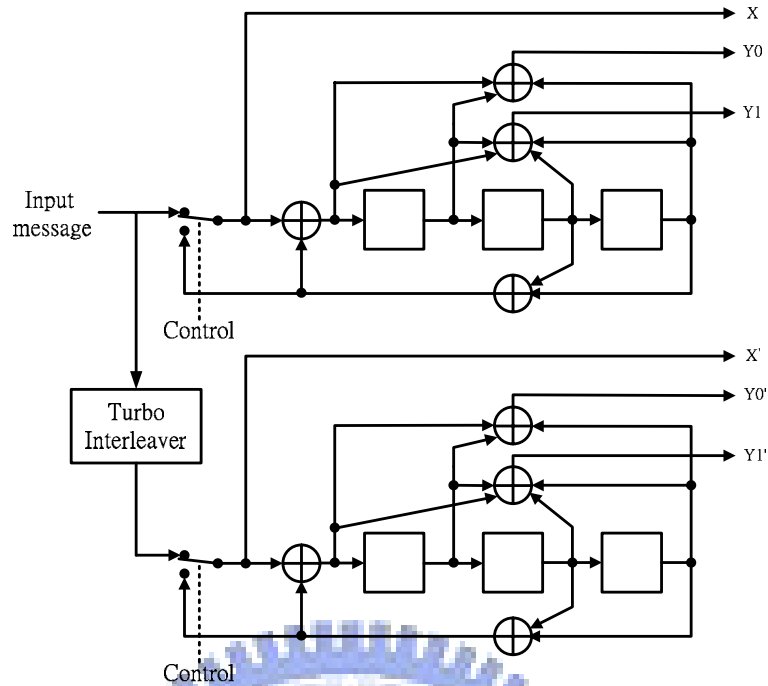 X
Y0
Y1
Input
message
Control
X'
Y0'
Turbo
Interleaver
Y1'
Control